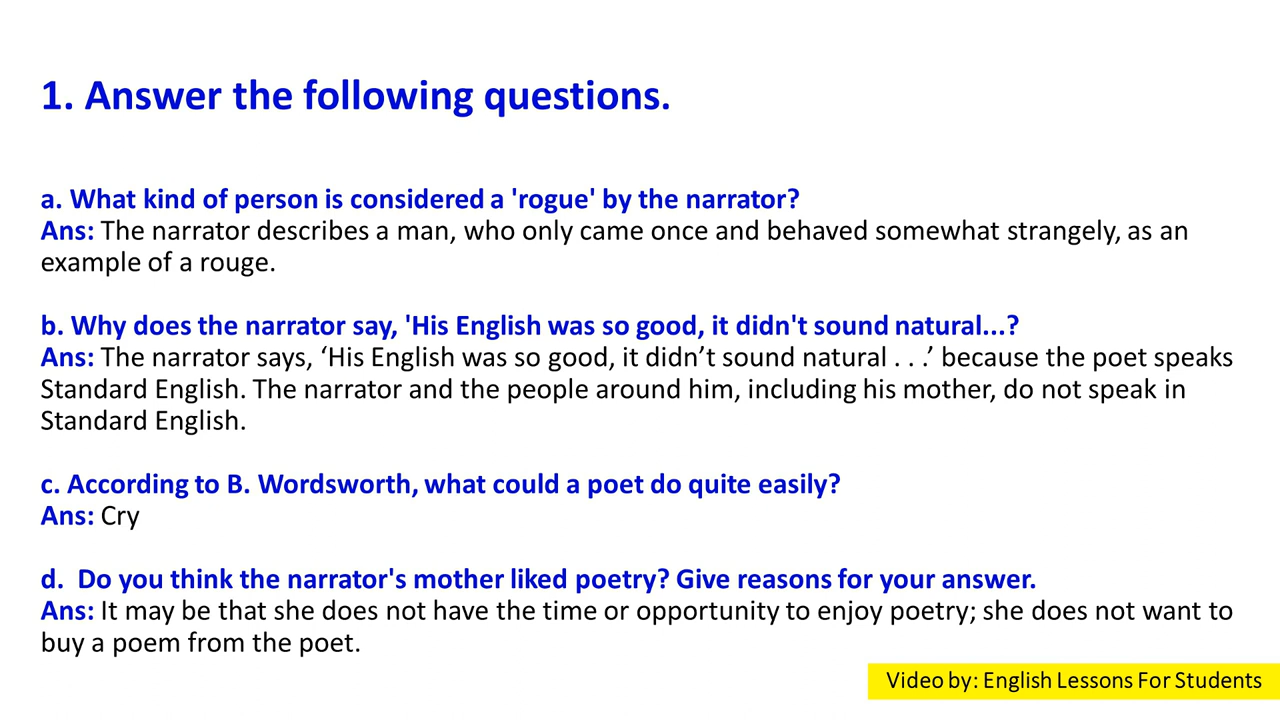 1. Answer the following questions.
a. What kind of person is considered a 'rogue' by the narrator?
Ans: The narrator describes a man, who only came once and behaved somewhat strangely, as an
example of a rouge.
b. Why does the narrator say, 'His English was so good, it didn't sound natural...?
Ans: The narrator says, ‘His English was so good, it didn’t sound natural . . .’ because the poet speaks
Standard English. The narrator and the people around him, including his mother, do not speak in
Standard English.
c. According to B. Wordsworth, what could a poet do quite easily?
Ans: Cry
d.  Do you think the narrator's mother liked poetry? Give reasons for your answer.
Ans: It may be that she does not have the time or opportunity to enjoy poetry; she does not want to
buy a poem from the poet.
Video by: English Lessons For Students